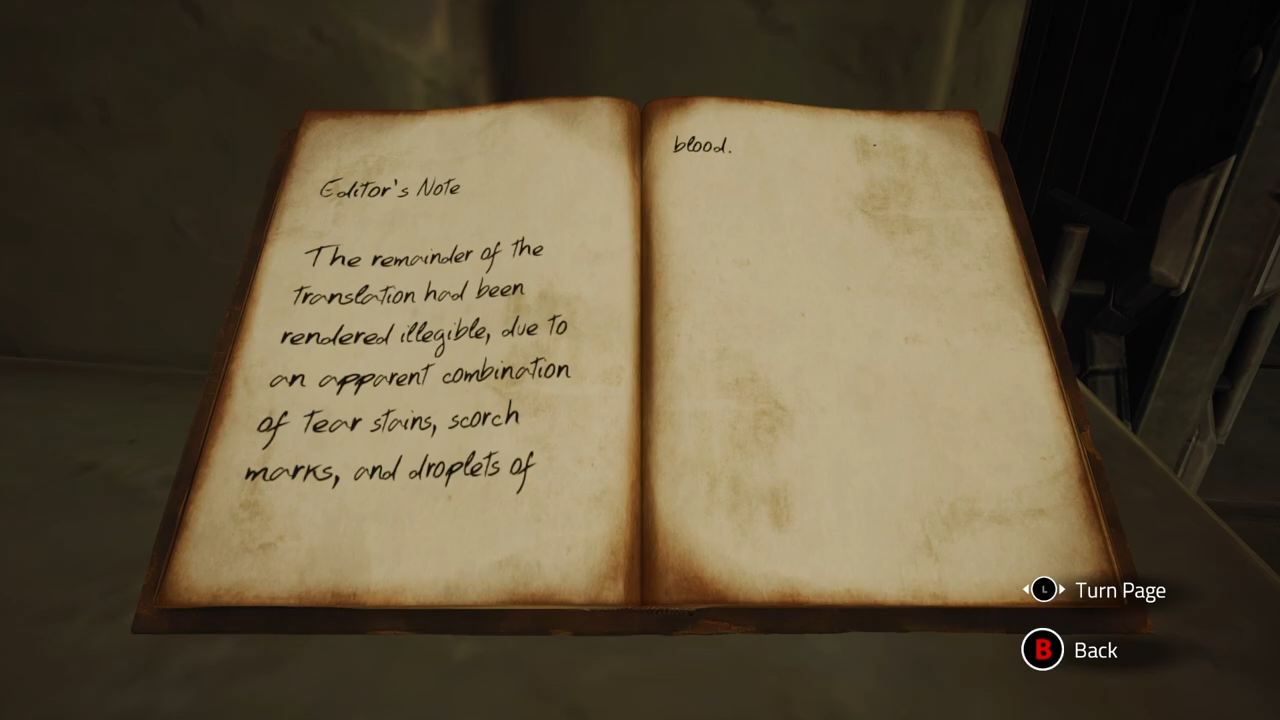 Editor's Note
The remainder of the
translation had been
rendered illegible, due to
an apparent combination
of tear stains, scorch
marks, and droplets of
blood.
L
Turn Page
B
Back